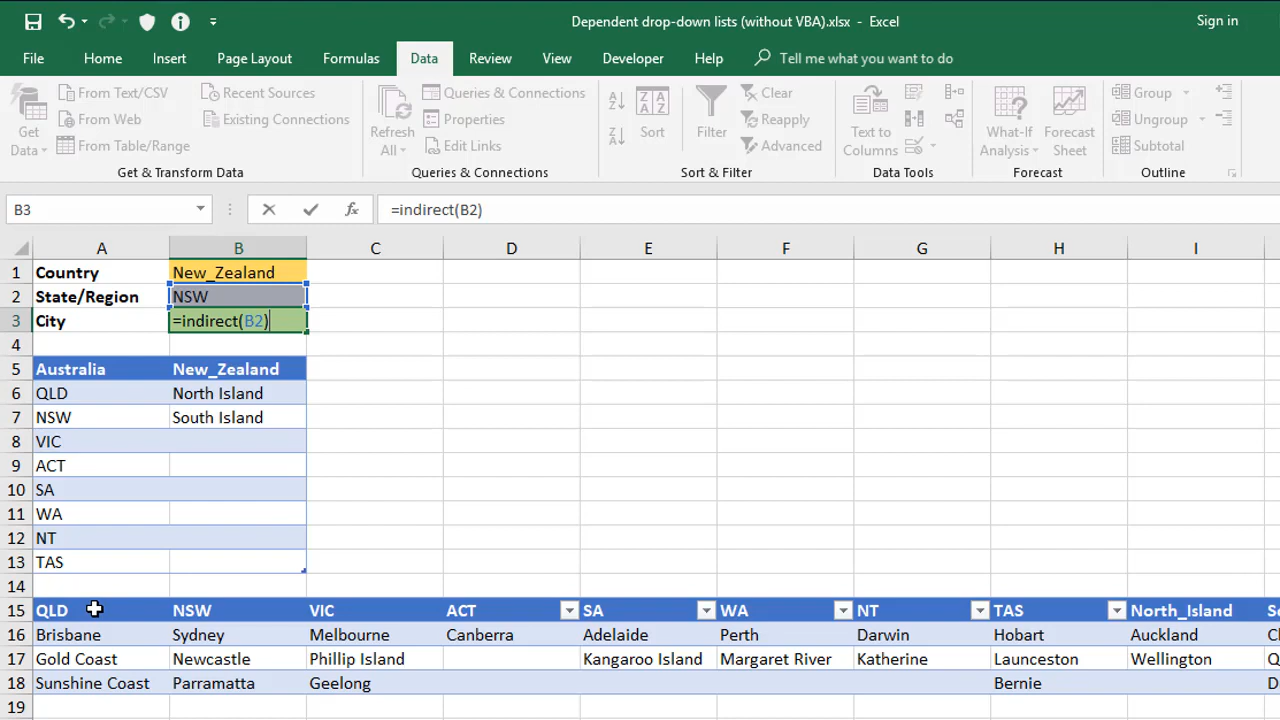 Dependent drop-down lists (without VBA).xlsx - Excel
Sign in
File Home Insert Page Layout Formulas Data Review View Developer Help Tell me what you want to do
Get Data
From Text/CSV
From Web
From Table/Range
Recent Sources
Existing Connections
Get & Transform Data
Refresh All
Queries & Connections
Properties
Edit Links
Queries & Connections
Sort
Filter
Clear
Reapply
Advanced
Sort & Filter
Text to Columns
Data Tools
What-If Analysis
Forecast Sheet
Forecast
Group
Ungroup
Subtotal
Outline
B3 fx =indirect(B2)
A B C D E F G H I
1 Country New_Zealand
2 State/Region NSW
3 City =indirect(B2)
4
5 Australia New_Zealand
6 QLD North Island
7 NSW South Island
8 VIC
9 ACT
10 SA
11 WA
12 NT
13 TAS
14
15 QLD NSW VIC ACT SA WA NT TAS North_Island
16 Brisbane Sydney Melbourne Canberra Adelaide Perth Darwin Hobart Auckland
17 Gold Coast Newcastle Phillip Island Kangaroo Island Margaret River Katherine Launceston Wellington
18 Sunshine Coast Parramatta Geelong Bernie
19